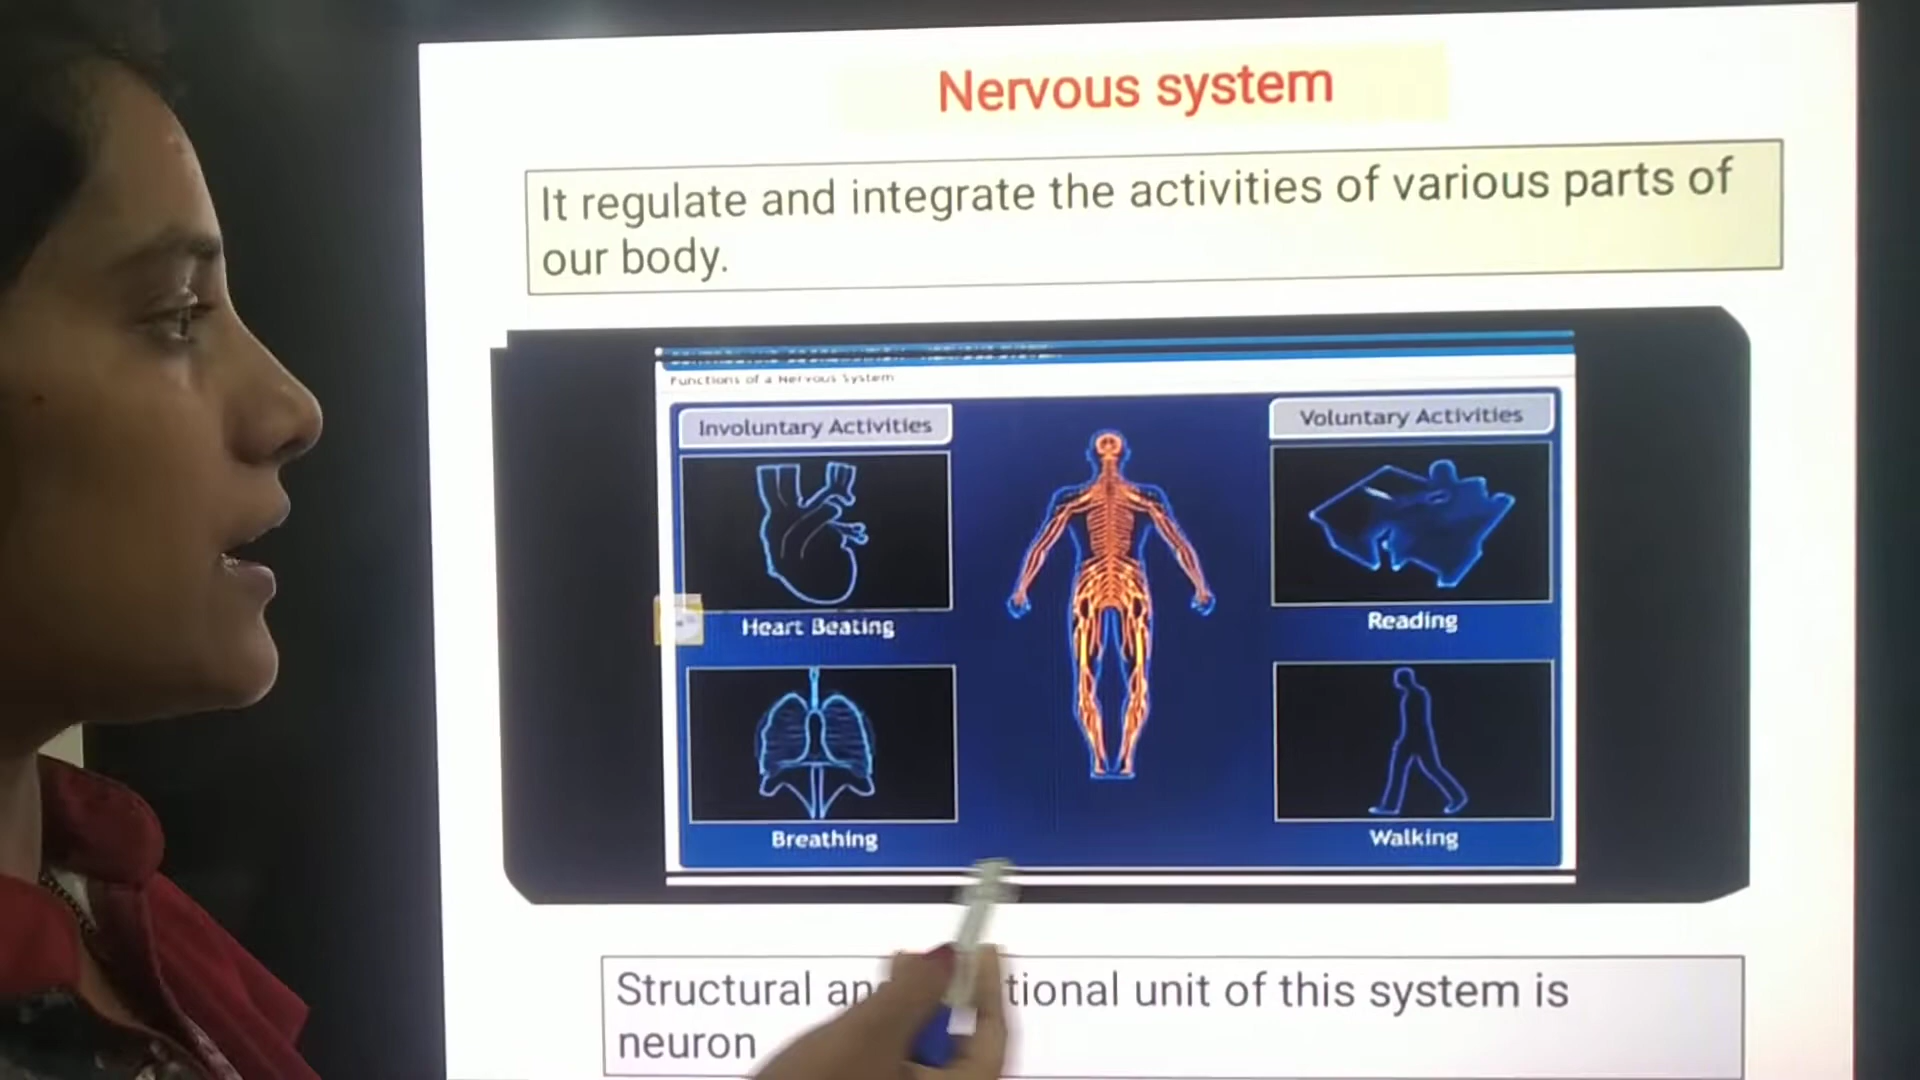 Nervous system
It regulate and integrate the activities of various parts of
our body.
Functions of a Nervous System
Involuntary Activities
Voluntary Activities
Heart Beating
Reading
Breathing
Walking
Structural an tional unit of this system is
neuron